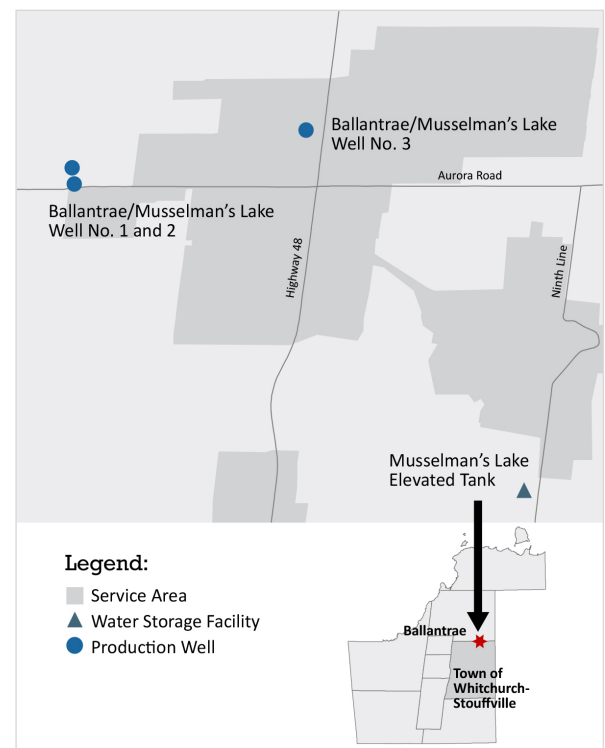 Ballantrae/Musselman's Lake
Well No. 3
Aurora Road
Ballantrae/Musselman's Lake
Well No. 1 and 2
Highway 48
Ninth Line
Musselman's Lake
Elevated Tank
Legend:
Service Area
Water Storage Facility
Production Well
Ballantrae
Town of
Whitchurch-
Stouffville